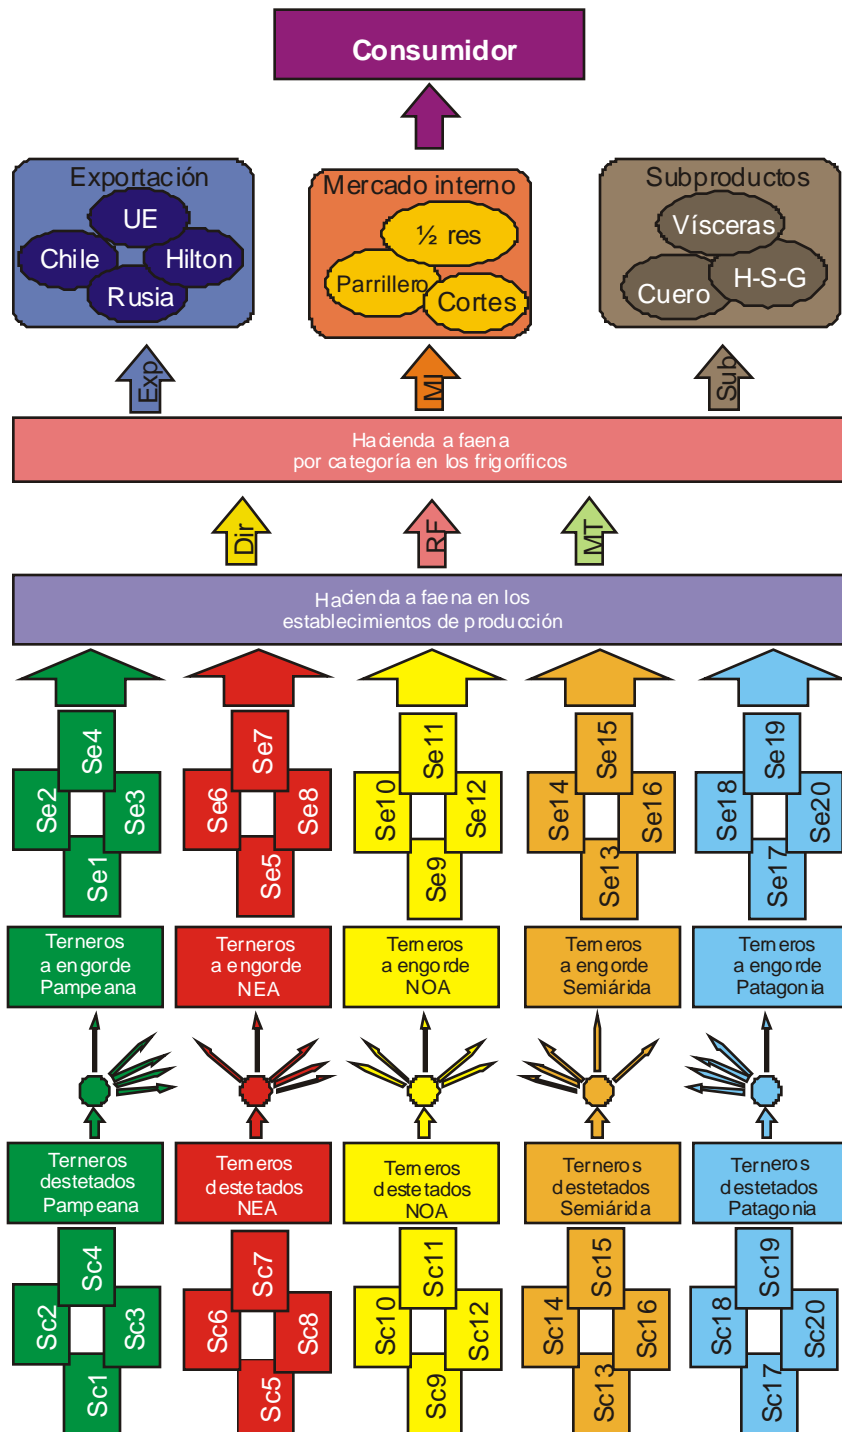 Consumidor
Exportación
UE
Chile
Hilton
Rusia
Mercado interno
½ res
Parrillero
Cortes
Subproductos
Vísceras
H-S-G
Cuero
Exp
MI
Sub
Hacienda a faena
por categoría en los frigoríficos
Dir
RF
MT
Hacienda a faena en los
establecimientos de producción
Se4
Se2
Se3
Se1
Se7
Se6
Se8
Se5
Se11
Se10
Se12
Se9
Se15
Se14
Se16
Se13
Se19
Se18
Se20
Se17
Terneros
a engorde
Pampeana
Terneros
a engorde
NEA
Terneros
a engorde
NOA
Terneros
a engorde
Semiárida
Terneros
a engorde
Patagonia
Terneros
destetados
Pampeana
Terneros
destetados
NEA
Terneros
destetados
NOA
Terneros
destetados
Semiárida
Terneros
destetados
Patagonia
Sc4
Sc2
Sc3
Sc1
Sc7
Sc6
Sc8
Sc5
Sc11
Sc10
Sc12
Sc9
Sc15
Sc14
Sc16
Sc13
Sc19
Sc18
Sc20
Sc17